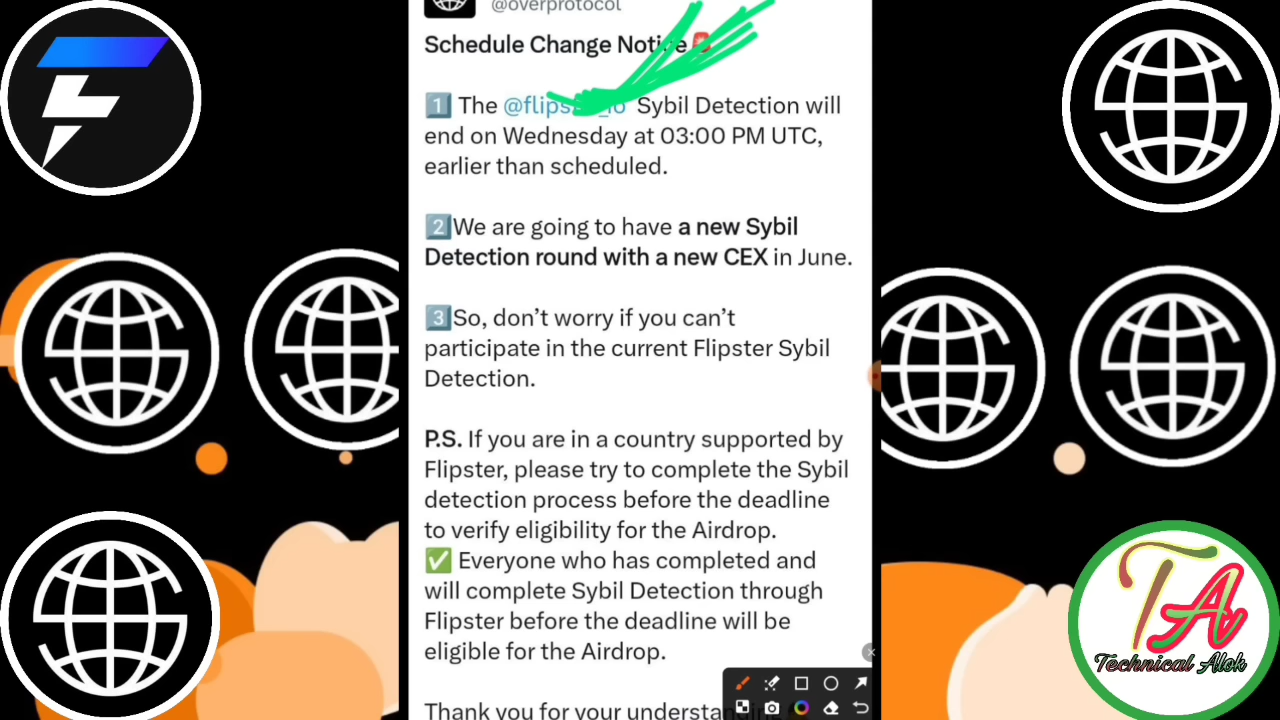 @overprotocol
Schedule Change Notice🚨
1️⃣ The Sybil Detection will
end on Wednesday at 03:00 PM UTC,
earlier than scheduled.
2️⃣We are going to have a new Sybil
Detection round with a new CEX in June.
3️⃣So, don’t worry if you can’t
participate in the current Flipster Sybil
Detection.
P.S. If you are in a country supported by
Flipster, please try to complete the Sybil
detection process before the deadline
to verify eligibility for the Airdrop.
✅ Everyone who has completed and
will complete Sybil Detection through
Flipster before the deadline will be
eligible for the Airdrop.
Thank you for your understanding
TA
Technical Alok